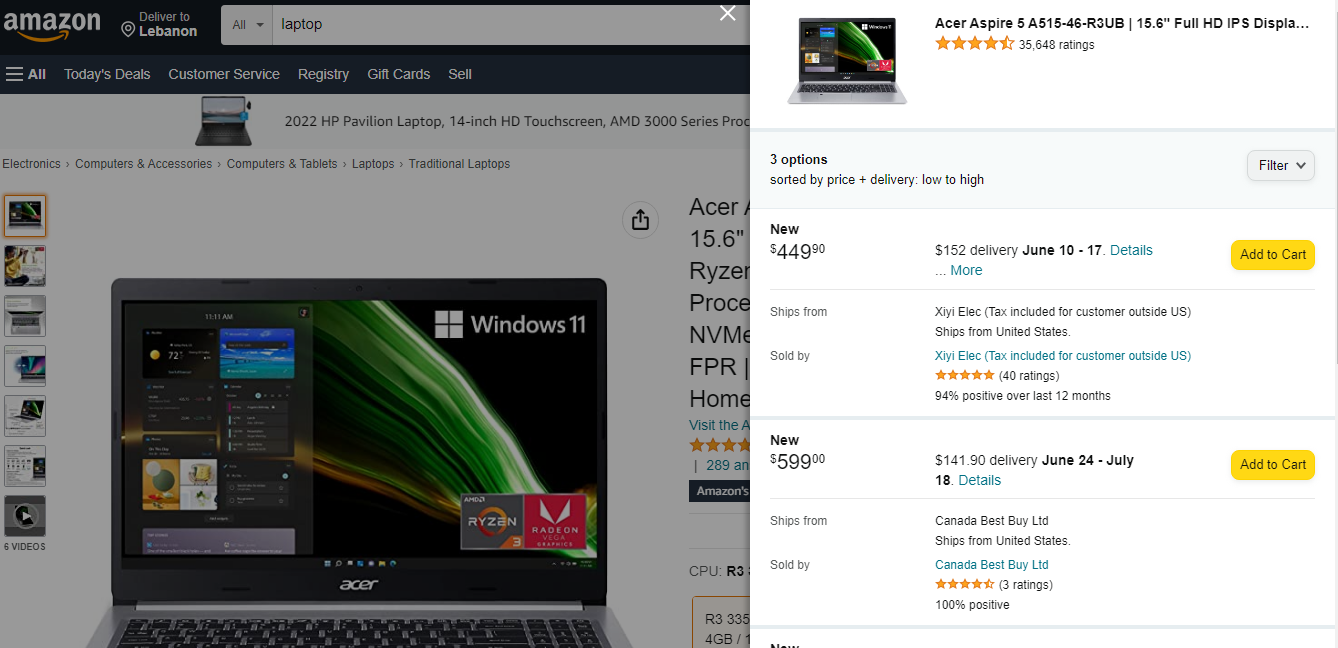 amazon
Deliver to
Lebanon
All
laptop
All
Today's Deals
Customer Service
Registry
Gift Cards
Sell
2022 HP Pavilion Laptop, 14-inch HD Touchscreen, AMD 3000 Series
Electronics › Computers & Accessories › Computers & Tablets › Laptops › Traditional Laptops
6 VIDEOS
11:11 AM
72
Windows 11
AMD
RYZEN
3
RADEON
VEGA
GRAPHICS
acer
Acer
15.6"
Ryzen
NVMe
FPR |
Home
Visit the
| 289
Amazon's
CPU: R3
4GB /
Acer Aspire 5 A515-46-R3UB | 15.6" Full HD IPS Displa...
35,648 ratings
3 options
sorted by price + delivery: low to high
Filter
New
$449 90
$152 delivery June 10 - 17. Details
... More
Add to Cart
Ships from
Xiyi Elec (Tax included for customer outside US)
Ships from United States.
Sold by
Xiyi Elec (Tax included for customer outside US)
(40 ratings)
94% positive over last 12 months
New
$599 00
$141.90 delivery June 24 - July
18. Details
Add to Cart
Ships from
Canada Best Buy Ltd
Ships from United States.
Sold by
Canada Best Buy Ltd
(3 ratings)
100% positive
New